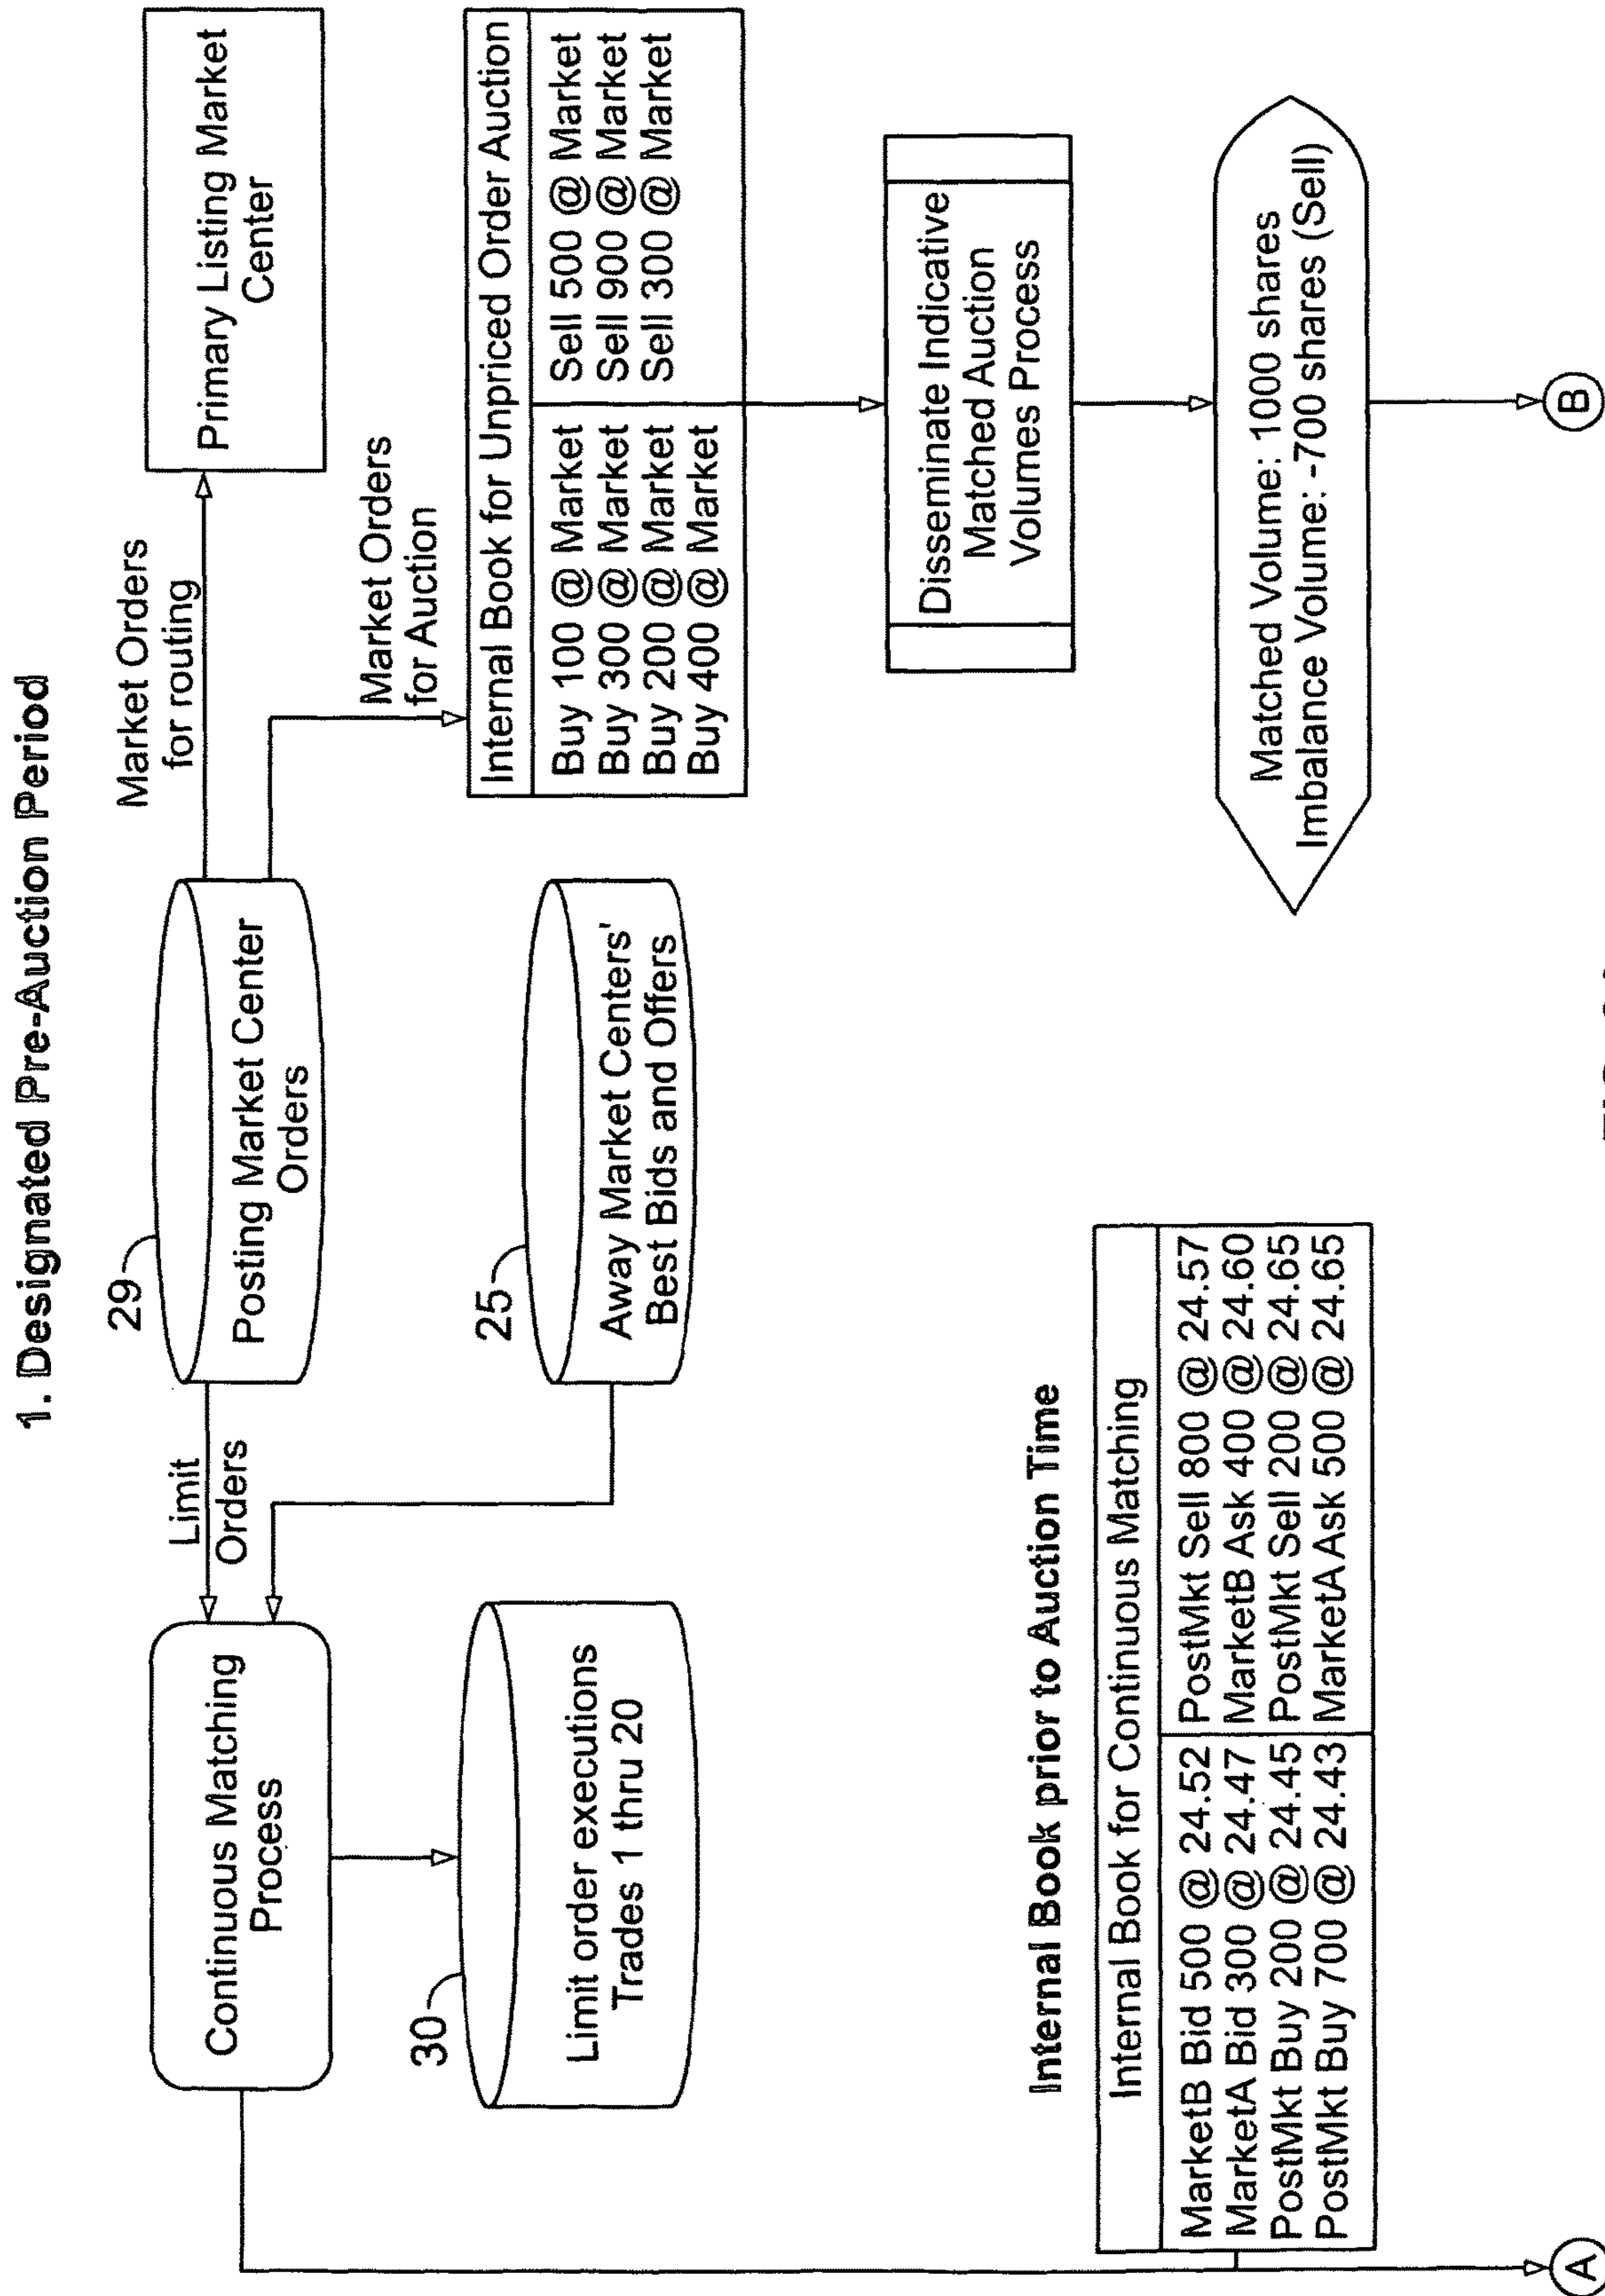 1. Designated Pre-Auction Period
29
Posting Market Center
Orders
Limit
Orders
Continuous Matching
Process
30
Limit order executions
Trades 1 thru 20
25
Away Market Centers'
Best Bids and Offers
Market Orders
for routing
Primary Listing Market
Center
Market Orders
for Auction
Internal Book for Unpriced Order Auction
Buy 100 @ Market Sell 500 @ Market
Buy 300 @ Market Sell 900 @ Market
Buy 200 @ Market Sell 300 @ Market
Buy 400 @ Market
Disseminate Indicative
Matched Auction
Volumes Process
Matched Volume: 1000 shares
Imbalance Volume: -700 shares (Sell)
B
Internal Book prior to Auction Time
Internal Book for Continuous Matching
MarketB Bid 500 @ 24.52 PostMkt Sell 800 @ 24.57
MarketA Bid 300 @ 24.47 MarketB Ask 400 @ 24.60
PostMkt Buy 200 @ 24.45 PostMkt Sell 200 @ 24.65
PostMkt Buy 700 @ 24.43 MarketA Ask 500 @ 24.65
A